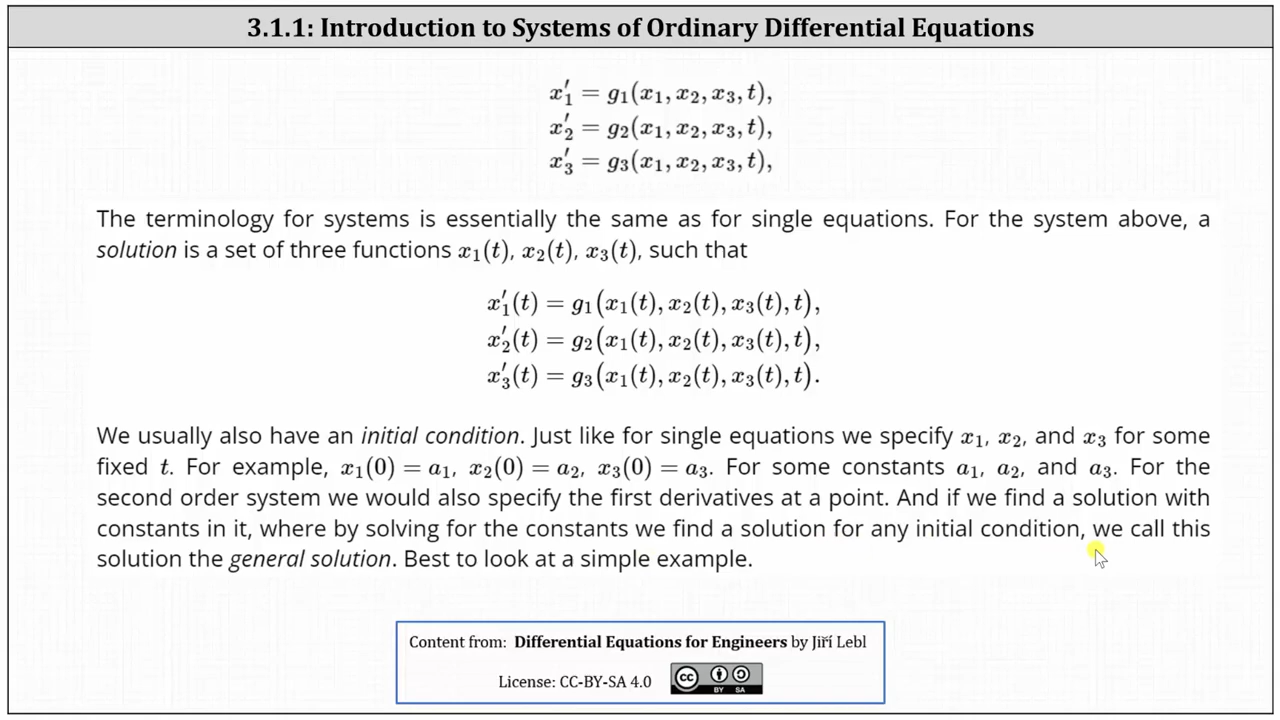 3.1.1: Introduction to Systems of Ordinary Differential Equations
x₁′ = g₁(x₁, x₂, x₃, t),
x₂′ = g₂(x₁, x₂, x₃, t),
x₃′ = g₃(x₁, x₂, x₃, t),
The terminology for systems is essentially the same as for single equations. For the system above, a
solution is a set of three functions x₁(t), x₂(t), x₃(t), such that
x₁′(t) = g₁(x₁(t), x₂(t), x₃(t), t),
x₂′(t) = g₂(x₁(t), x₂(t), x₃(t), t),
x₃′(t) = g₃(x₁(t), x₂(t), x₃(t), t).
We usually also have an initial condition. Just like for single equations we specify x₁, x₂, and x₃ for some
fixed t. For example, x₁(0) = a₁, x₂(0) = a₂, x₃(0) = a₃. For some constants a₁, a₂, and a₃. For the
second order system we would also specify the first derivatives at a point. And if we find a solution with
constants in it, where by solving for the constants we find a solution for any initial condition, we call this
solution the general solution. Best to look at a simple example.
Content from: Differential Equations for Engineers by Jiří Lebl
License: CC-BY-SA 4.0
cc BY SA